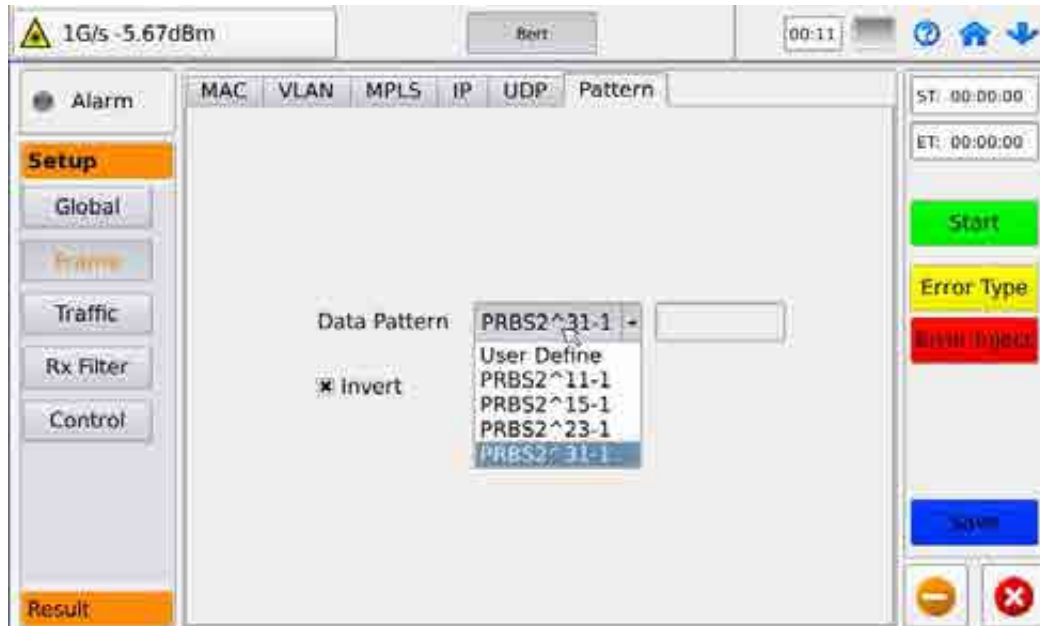 1G/s -5.67dBm
Bert
00:11
Alarm
MAC VLAN MPLS IP UDP Pattern
ST: 00:00:00
ET: 00:00:00
Setup
Global
Frame
Traffic
Rx Filter
Control
Data Pattern PRBS2^31-1
User Define
PRBS2^11-1
PRBS2^15-1
PRBS2^23-1
PRBS2^31-1
Invert
Start
Error Type
Error Inject
Save
Result